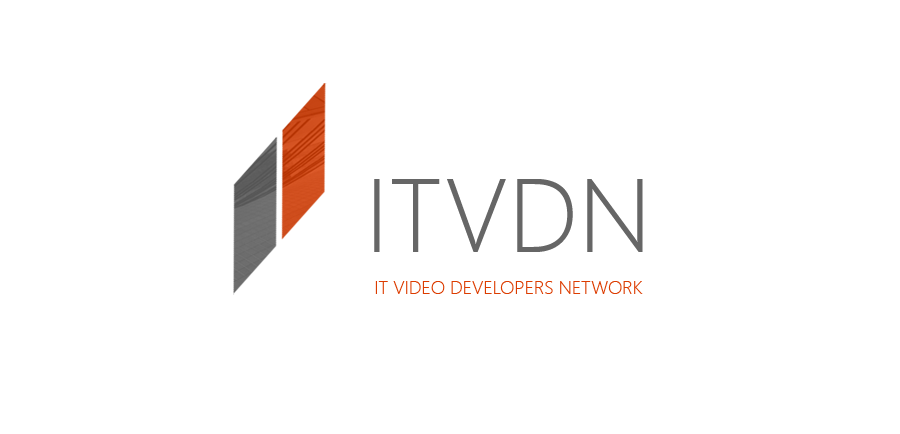 ITVDN
IT VIDEO DEVELOPERS NETWORK